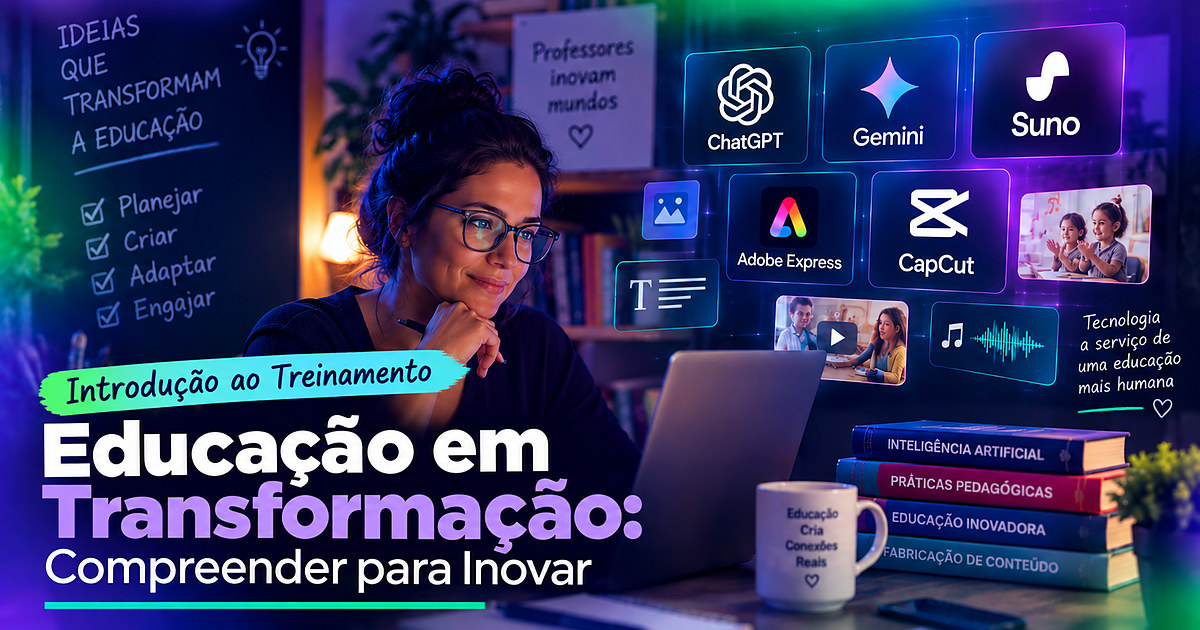 IDEIAS
QUE
TRANSFORMAM
A EDUCAÇÃO
Planejar
Criar
Adaptar
Engajar
Professores
inovam
mundos
ChatGPT
Gemini
Suno
Adobe Express
CapCut
T
Tecnologia
a serviço de
uma educação
mais humana
Introdução ao Treinamento
Educação em
Transformação:
Compreender para Inovar
INTELIGÊNCIA ARTIFICIAL
PRÁTICAS PEDAGÓGICAS
EDUCAÇÃO INOVADORA
FABRICAÇÃO DE CONTEÚDO
Educação
Cria
Conexões
Reais